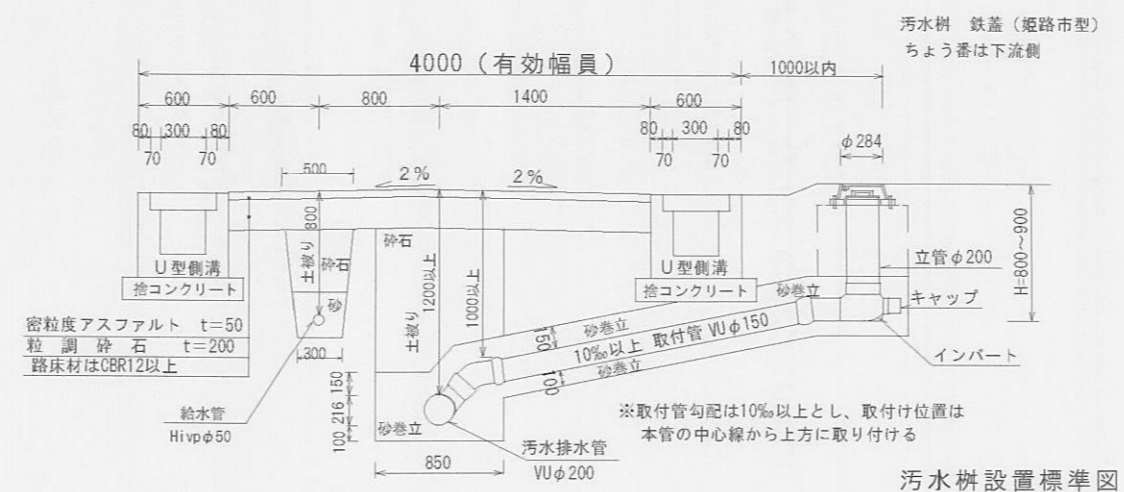 汚水桝 鉄蓋（姫路市型）
ちょう番は下流側
4000（有効幅員）
1000以内
600
600
800
1400
600
80
300
80
70
70
80
300
80
70
70
φ284
500
2%
2%
800
土被り
砕石
砂
300
砕石
土被り
1200以上
1000以上
U型側溝
捨コンクリート
U型側溝
捨コンクリート
密粒度アスファルト t=50
粒調砕石 t=200
路床材はCBR12以上
給水管
Hivpφ50
150
216
100
砂巻立
850
汚水排水管
VUφ200
砂巻立
150
10‰以上 取付管 VUφ150
100
砂巻立
砂巻立
立管φ200
キャップ
インバート
H=800~900
※取付管勾配は10‰以上とし、取付け位置は
本管の中心線から上方に取り付ける
汚水桝設置標準図